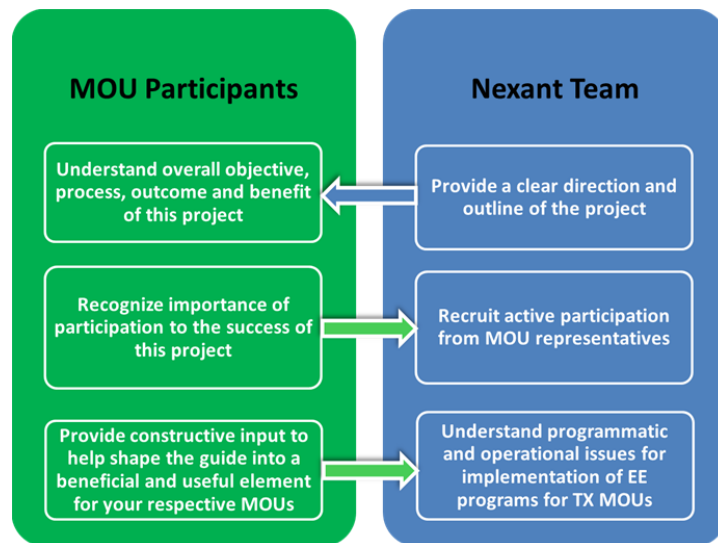 MOU Participants
Understand overall objective,
process, outcome and benefit
of this project
Recognize importance of
participation to the success of
this project
Provide constructive input to
help shape the guide into a
beneficial and useful element
for your respective MOUs
Nexant Team
Provide a clear direction and
outline of the project
Recruit active participation
from MOU representatives
Understand programmatic
and operational issues for
implementation of EE
programs for TX MOUs